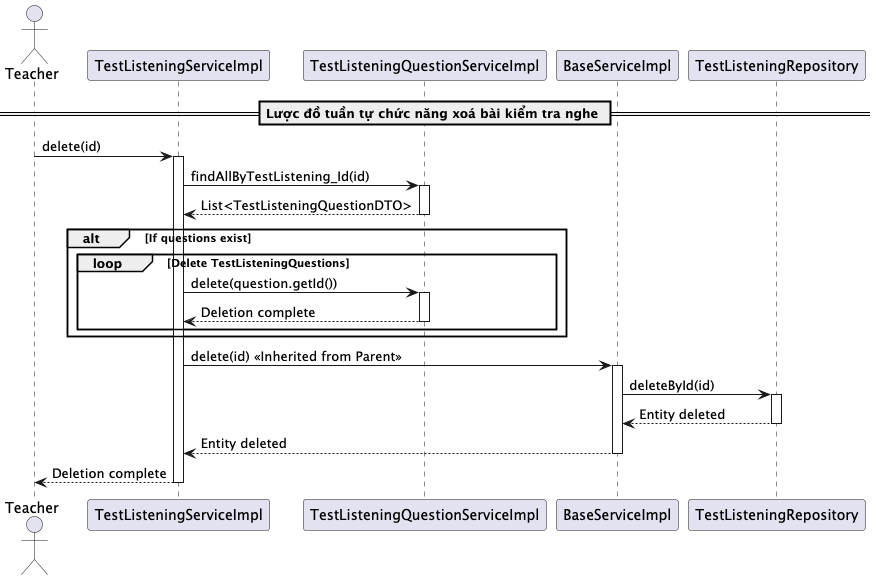 Teacher
TestListeningServiceImpl
TestListeningQuestionServiceImpl
BaseServiceImpl
TestListeningRepository
Lược đồ tuần tự chức năng xoá bài kiểm tra nghe
delete(id)
findAllByTestListening_Id(id)
List<TestListeningQuestionDTO>
alt [If questions exist]
loop [Delete TestListeningQuestions]
delete(question.getId())
Deletion complete
delete(id) «Inherited from Parent»
deleteById(id)
Entity deleted
Entity deleted
Deletion complete
Teacher
TestListeningServiceImpl
TestListeningQuestionServiceImpl
BaseServiceImpl
TestListeningRepository